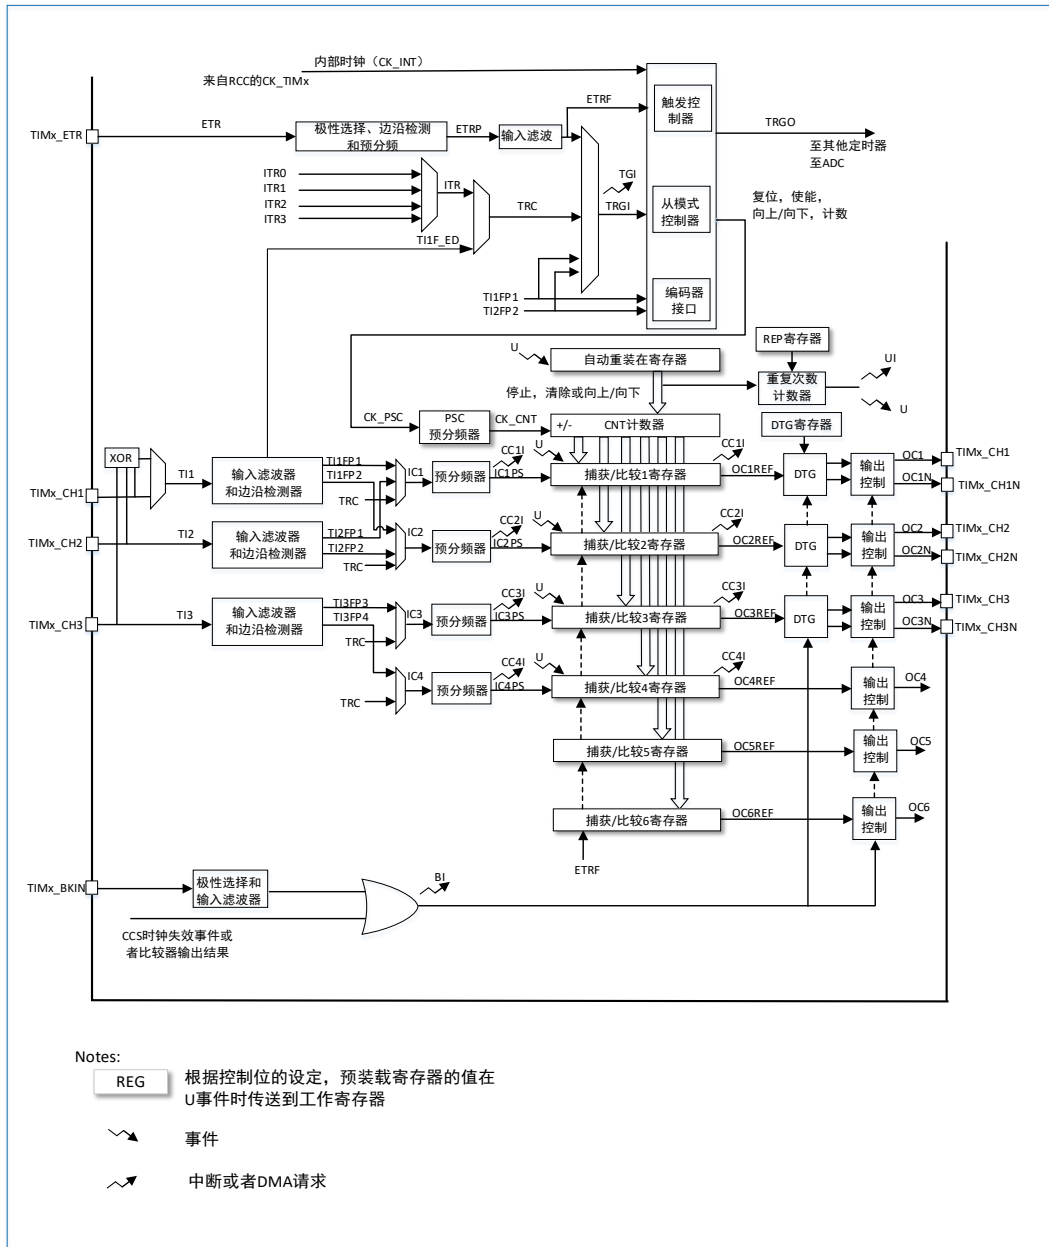 内部时钟（CK_INT）
来自RCC的CK_TIMx
ETRF
触发控
制器
TRGO
至其他定时器
至ADC
TIMx_ETR
ETR
极性选择、边沿检测
和预分频
ETRP
输入滤波
ITR0
ITR1
ITR2
ITR3
ITR
TGI
TRC
TRGI
从模式
控制器
复位，使能，
向上/向下，计数
TI1F_ED
TI1FP1
TI2FP2
编码器
接口
REP寄存器
U
自动重装在寄存器
UI
重复次数
计数器
U
停止，清除或向上/向下
CK_PSC
PSC
预分频器
CK_CNT
+/-
CNT计数器
DTG寄存器
XOR
TI1
输入滤波器
和边沿检测器
TI1FP1
TI1FP2
TRC
IC1
预分频器
CC1I
IC1PS
U
捕获/比较1寄存器
CC1I
OC1REF
DTG
输出
控制
OC1
OC1N
TIMx_CH1
TIMx_CH1N
TIMx_CH1
TIMx_CH2
TI2
输入滤波器
和边沿检测器
TI2FP1
TI2FP2
TRC
IC2
预分频器
CC2I
IC2PS
U
捕获/比较2寄存器
CC2I
OC2REF
DTG
输出
控制
OC2
OC2N
TIMx_CH2
TIMx_CH2N
TIMx_CH3
TI3
输入滤波器
和边沿检测器
TI3FP3
TI3FP4
TRC
IC3
预分频器
CC3I
IC3PS
U
捕获/比较3寄存器
CC3I
OC3REF
DTG
输出
控制
OC3
OC3N
TIMx_CH3
TIMx_CH3N
TRC
IC4
预分频器
CC4I
IC4PS
U
捕获/比较4寄存器
CC4I
OC4REF
输出
控制
OC4
捕获/比较5寄存器
OC5REF
输出
控制
OC5
捕获/比较6寄存器
OC6REF
输出
控制
OC6
ETRF
TIMx_BKIN
极性选择和
输入滤波器
BI
CCS时钟失效事件或
者比较器输出结果
Notes:
REG
根据控制位的设定，预装载寄存器的值在
U事件时传送到工作寄存器
事件
中断或者DMA请求